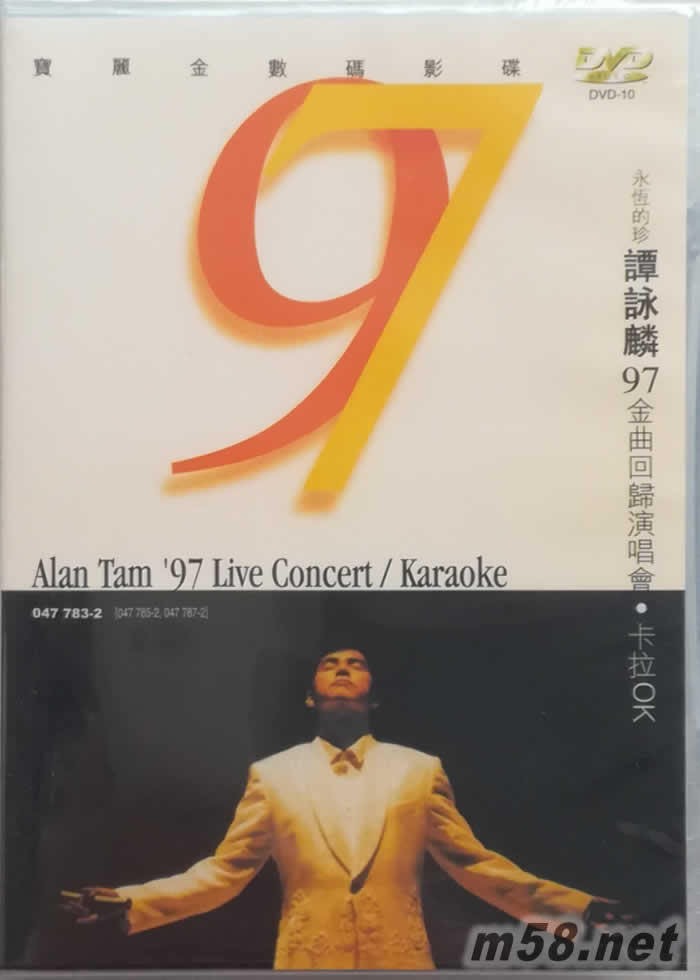 寶麗金數碼影碟
DVD
DVD-10
97
永恆的珍
譚詠麟
97金曲回歸演唱會•卡拉OK
Alan Tam '97 Live Concert / Karaoke
047 783-2 [047 785-2, 047 787-2]
m58.net